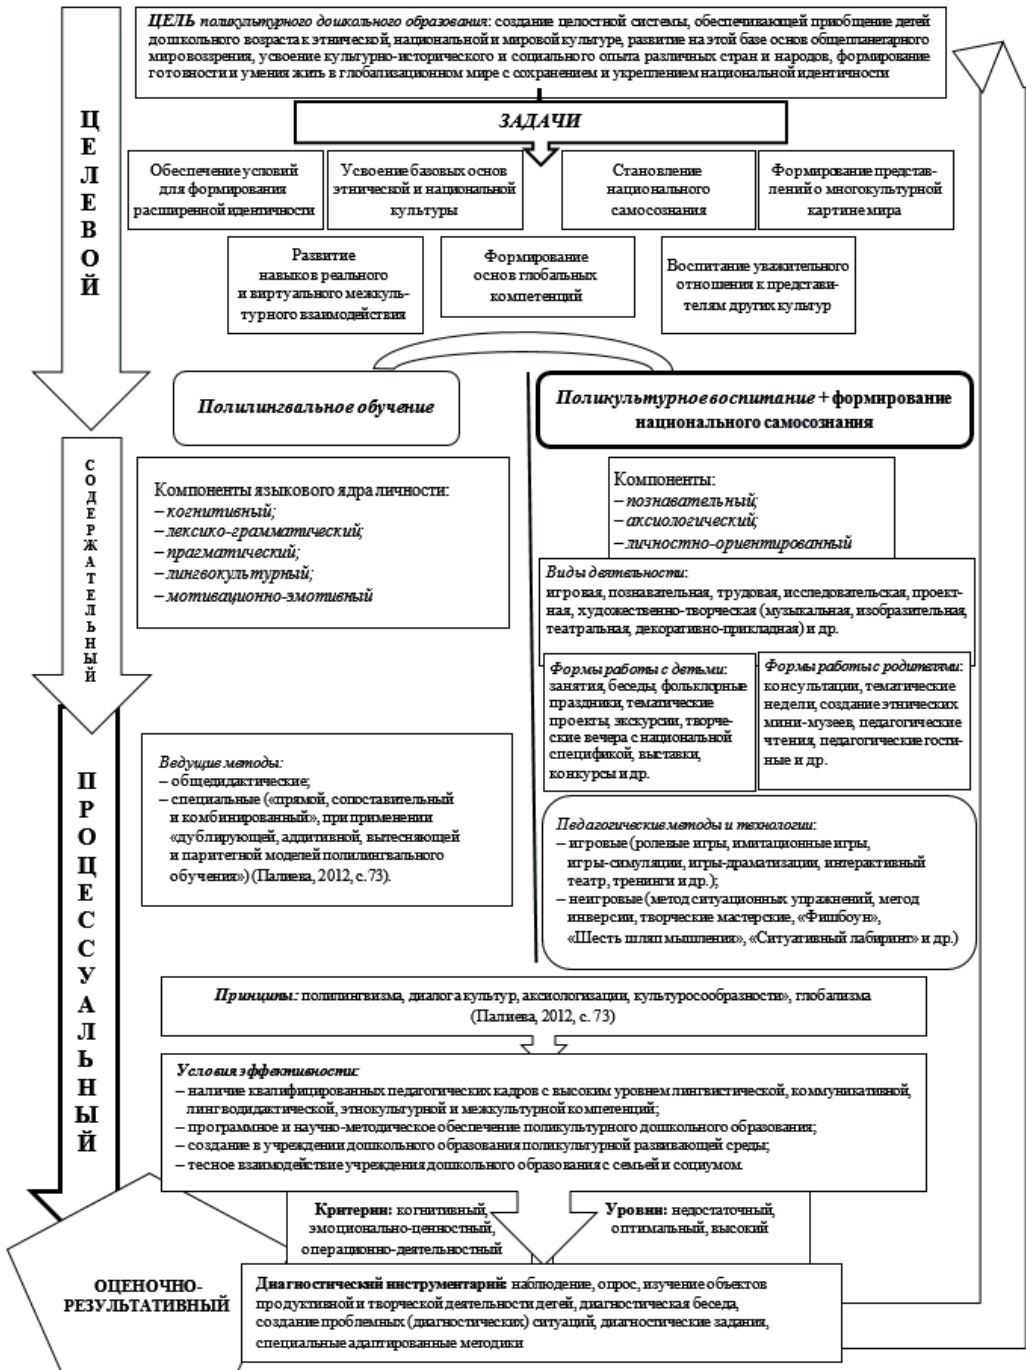 ЦЕЛЬ поликультурного дошкольного образования: создание целостной системы, обеспечивающей приобщение детей
дошкольного возраста к этнической, национальной и мировой культуре, развитие на этой базе основ общепланетарного
мировоззрения, усвоение культурно-исторического и социального опыта различных стран и народов, формирование
готовности и умения жить в глобализационном мире с сохранением и укреплением национальной идентичности
ЦЕЛЕВОЙ
ЗАДАЧИ
Обеспечение условий
для формирования
расширенной идентичности
Усвоение базовых основ
этнической и национальной
культуры
Становление
национального
самосознания
Формирование представ-
лений о многокультурной
картине мира
Развитие
навыков реального
и виртуального межкуль-
турного взаимодействия
Формирование
основ глобальных
компетенций
Воспитание уважительного
отношения к представи-
телям других культур
Полилингвальное обучение
Поликультурное воспитание + формирование
национального самосознания
СОДЕРЖАТЕЛЬНЫЙ
Компоненты языкового ядра личности:
– когнитивный;
– лексико-грамматический;
– прагматический;
– лингвокультурный;
– мотивационно-эмотивный
Компоненты:
– познавательный;
– аксиологический;
– личностно-ориентированный
Виды деятельности:
игровая, познавательная, трудовая, исследовательская, проект-
ная, художественно-творческая (музыкальная, изобразительная,
театральная, декоративно-прикладная) и др.
Формы работы с детьми:
занятия, беседы, фольклорные
праздники, тематические
проекты, экскурсии, творче-
ские вечера с национальной
спецификой, выставки,
конкурсы и др.
Формы работы с родителями:
консультации, тематические
недели, создание этнических
мини-музеев, педагогические
чтения, педагогические гости-
ные и др.
ПРОЦЕССУАЛЬНЫЙ
Ведущие методы:
– общедидактические;
– специальные («прямой, сопоставительный
и комбинированный», при применении
«дублирующей, аддитивной, вытесняющей
и паритетной моделей полилингвального
обучения») (Палиева, 2012, с. 73).
Педагогические методы и технологии:
– игровые (ролевые игры, имитационные игры,
игры-симуляции, игры-драматизации, интерактивный
театр, тренинги и др.);
– неигровые (метод ситуационных упражнений, метод
инверсии, творческие мастерские, «Фишбоун»,
«Шесть шляп мышления», «Ситуативный лабиринт» и др.)
Принципы: полилингвизма, диалога культур, аксиологизации, культуросообразности», глобализма
(Палиева, 2012, с. 73)
Условия эффективности:
– наличие квалифицированных педагогических кадров с высоким уровнем лингвистической, коммуникативной,
лингводидактической, этнокультурной и межкультурной компетенций;
– программное и научно-методическое обеспечение поликультурного дошкольного образования;
– создание в учреждении дошкольного образования поликультурной развивающей среды;
– тесное взаимодействие учреждения дошкольного образования с семьей и социумом.
Критерии: когнитивный,
эмоционально-ценностный,
операционно-деятельностный
Уровни: недостаточный,
оптимальный, высокий
ОЦЕНОЧНО-
РЕЗУЛЬТАТИВНЫЙ
Диагностический инструментарий: наблюдение, опрос, изучение объектов
продуктивной и творческой деятельности детей, диагностическая беседа,
создание проблемных (диагностических) ситуаций, диагностические задания,
специальные адаптированные методики